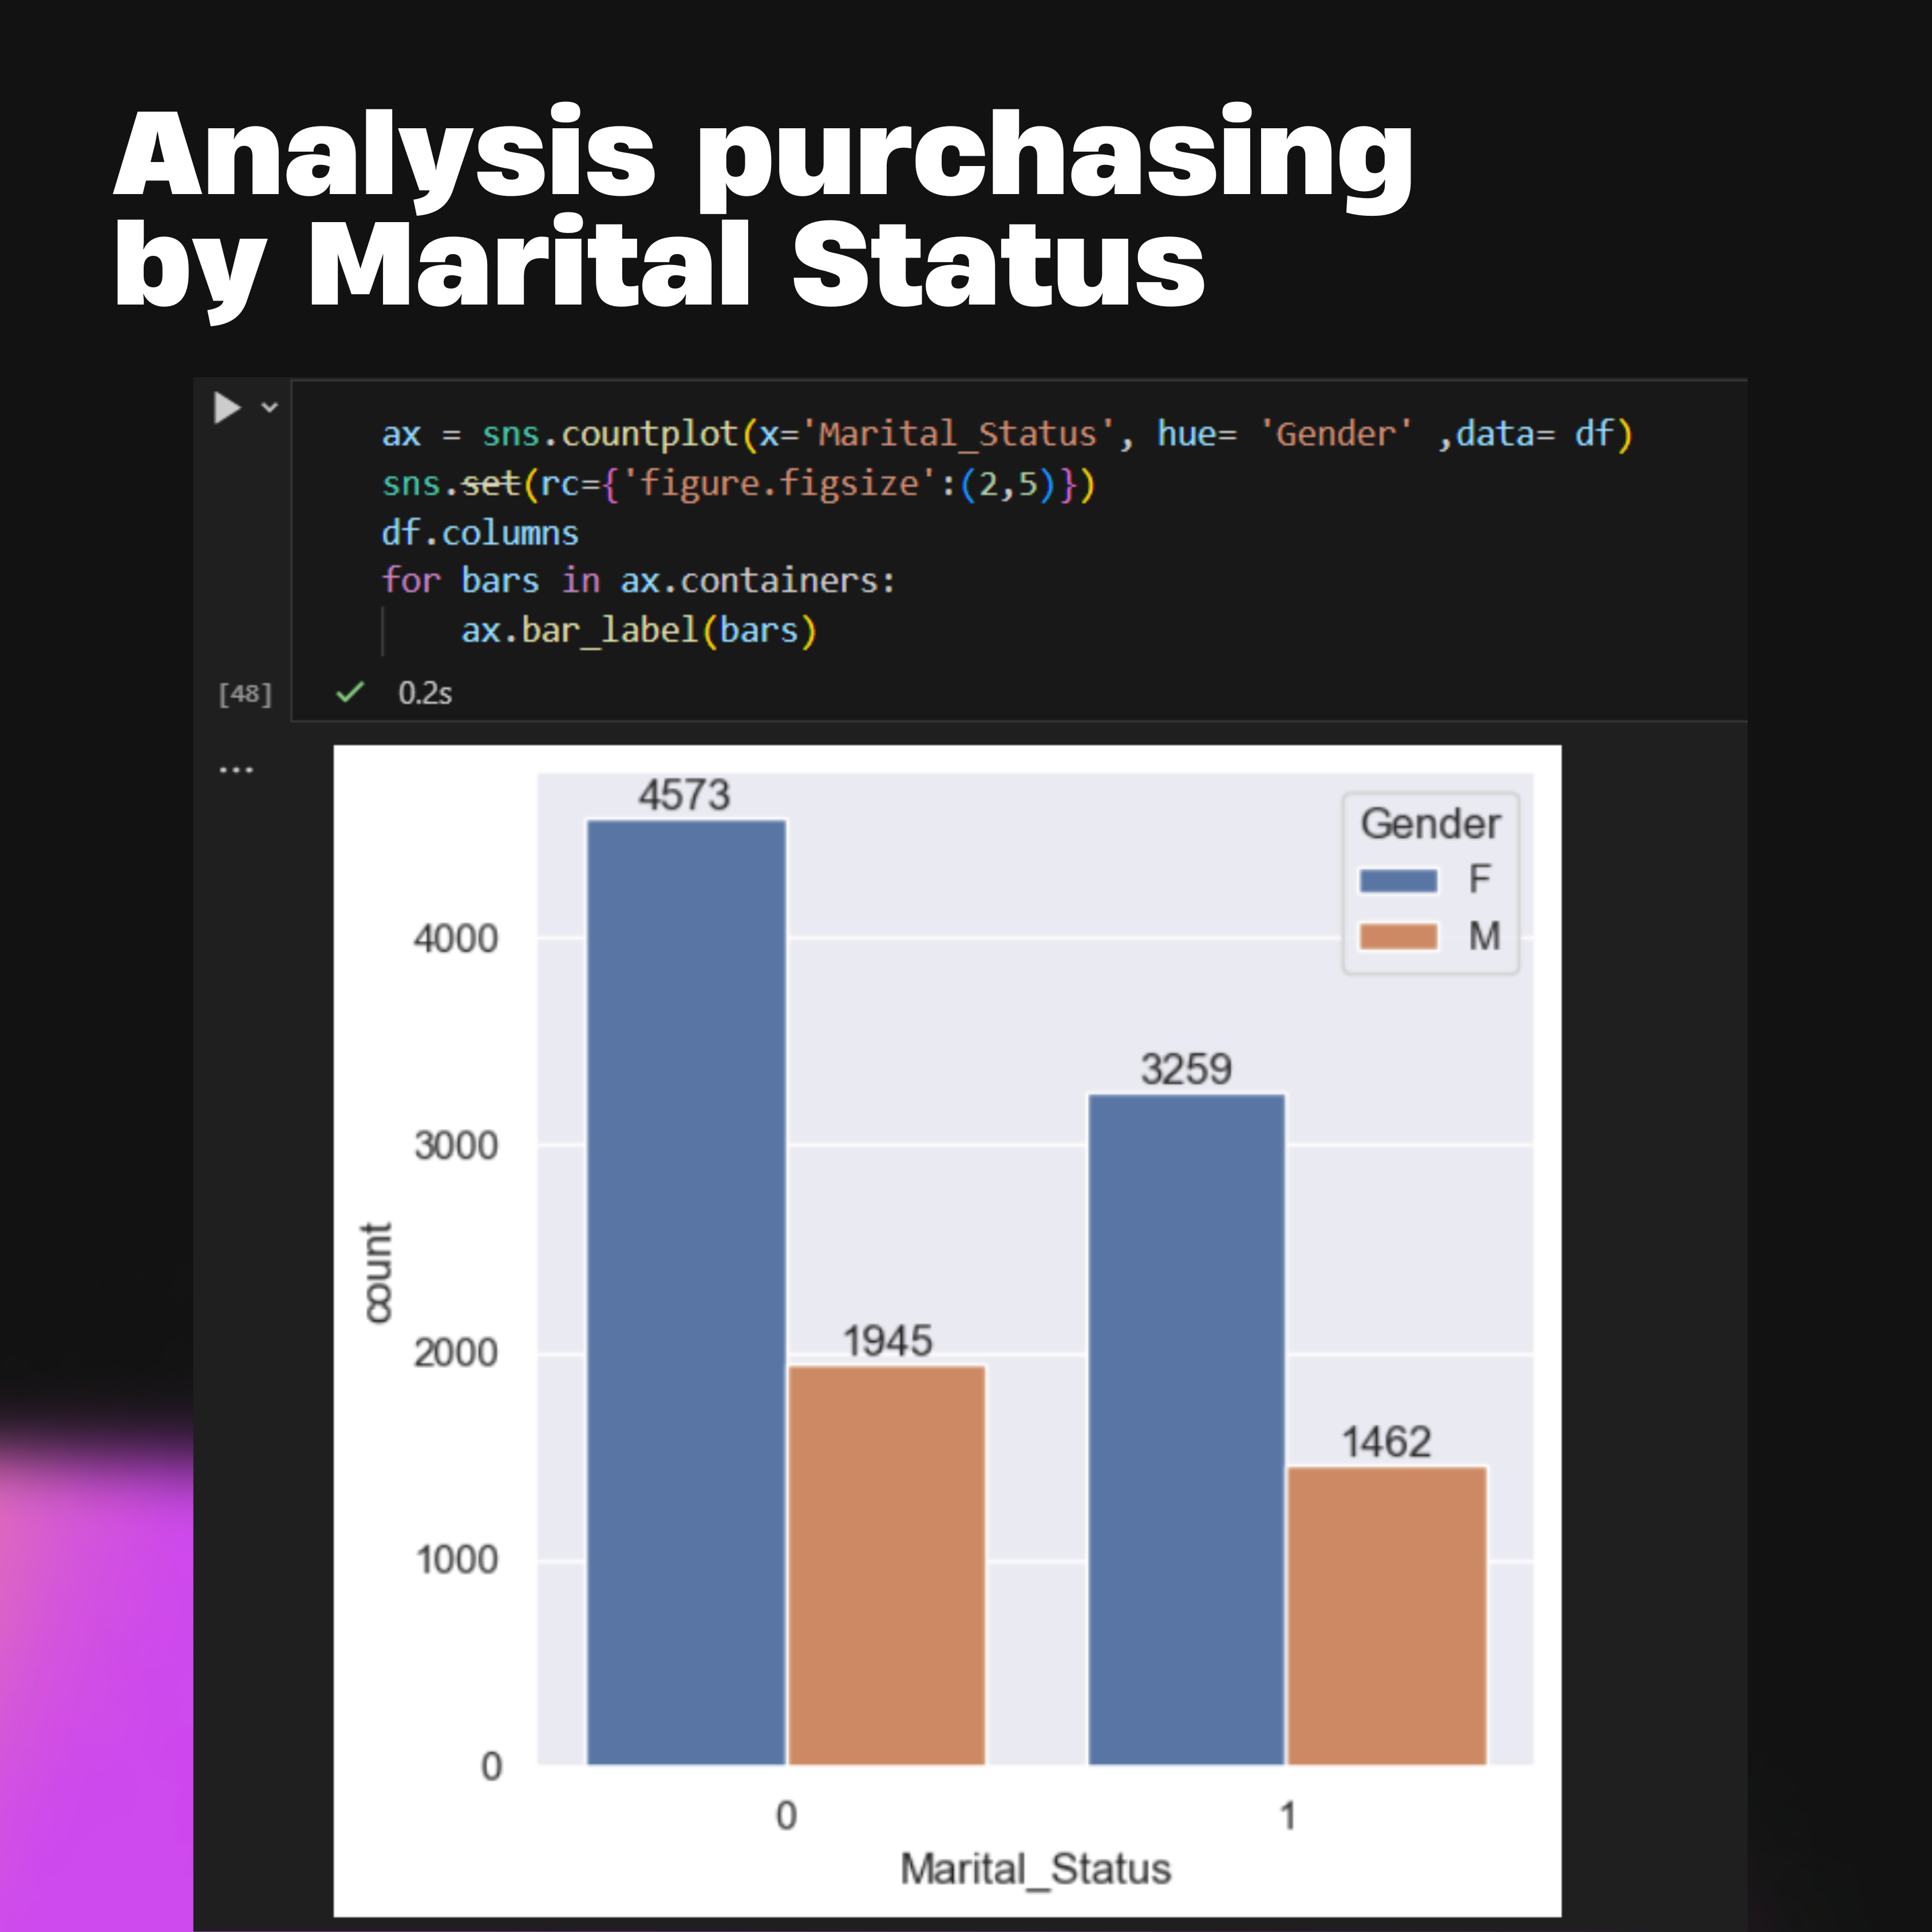 Analysis purchasing
by Marital Status
ax = sns.countplot(x='Marital_Status', hue= 'Gender' ,data= df)
sns.set(rc={'figure.figsize':(2,5)})
df.columns
for bars in ax.containers:
    ax.bar_label(bars)
[48]
0.2s
...
4573
Gender
F
M
4000
3259
3000
count
2000
1945
1462
1000
0
0
1
Marital_Status